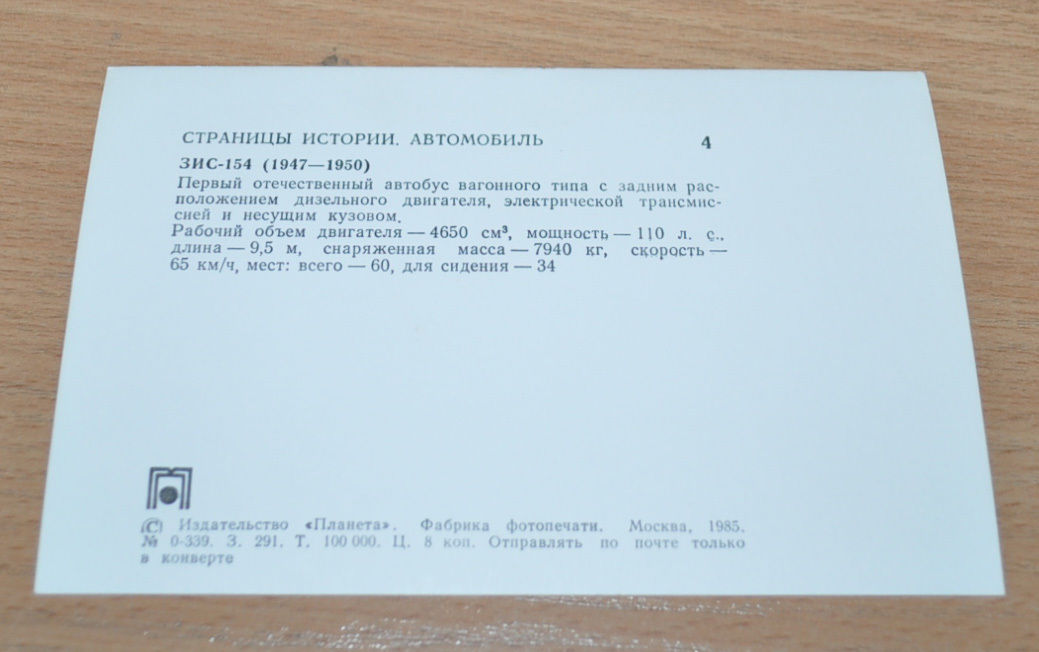 СТРАНИЦЫ ИСТОРИИ. АВТОМОБИЛЬ 4
ЗИС-154 (1947—1950)
Первый отечественный автобус вагонного типа с задним рас-
положением дизельного двигателя, электрической трансмис-
сией и несущим кузовом.
Рабочий объем двигателя — 4650 см³, мощность — 110 л. с.,
длина — 9,5 м, снаряженная масса — 7940 кг, скорость —
65 км/ч, мест: всего — 60, для сидения — 34
(C) Издательство «Планета». Фабрика фотопечати. Москва, 1985.
№ 0-339. З. 291. Т. 100 000. Ц. 8 коп. Отправлять по почте только
в конверте